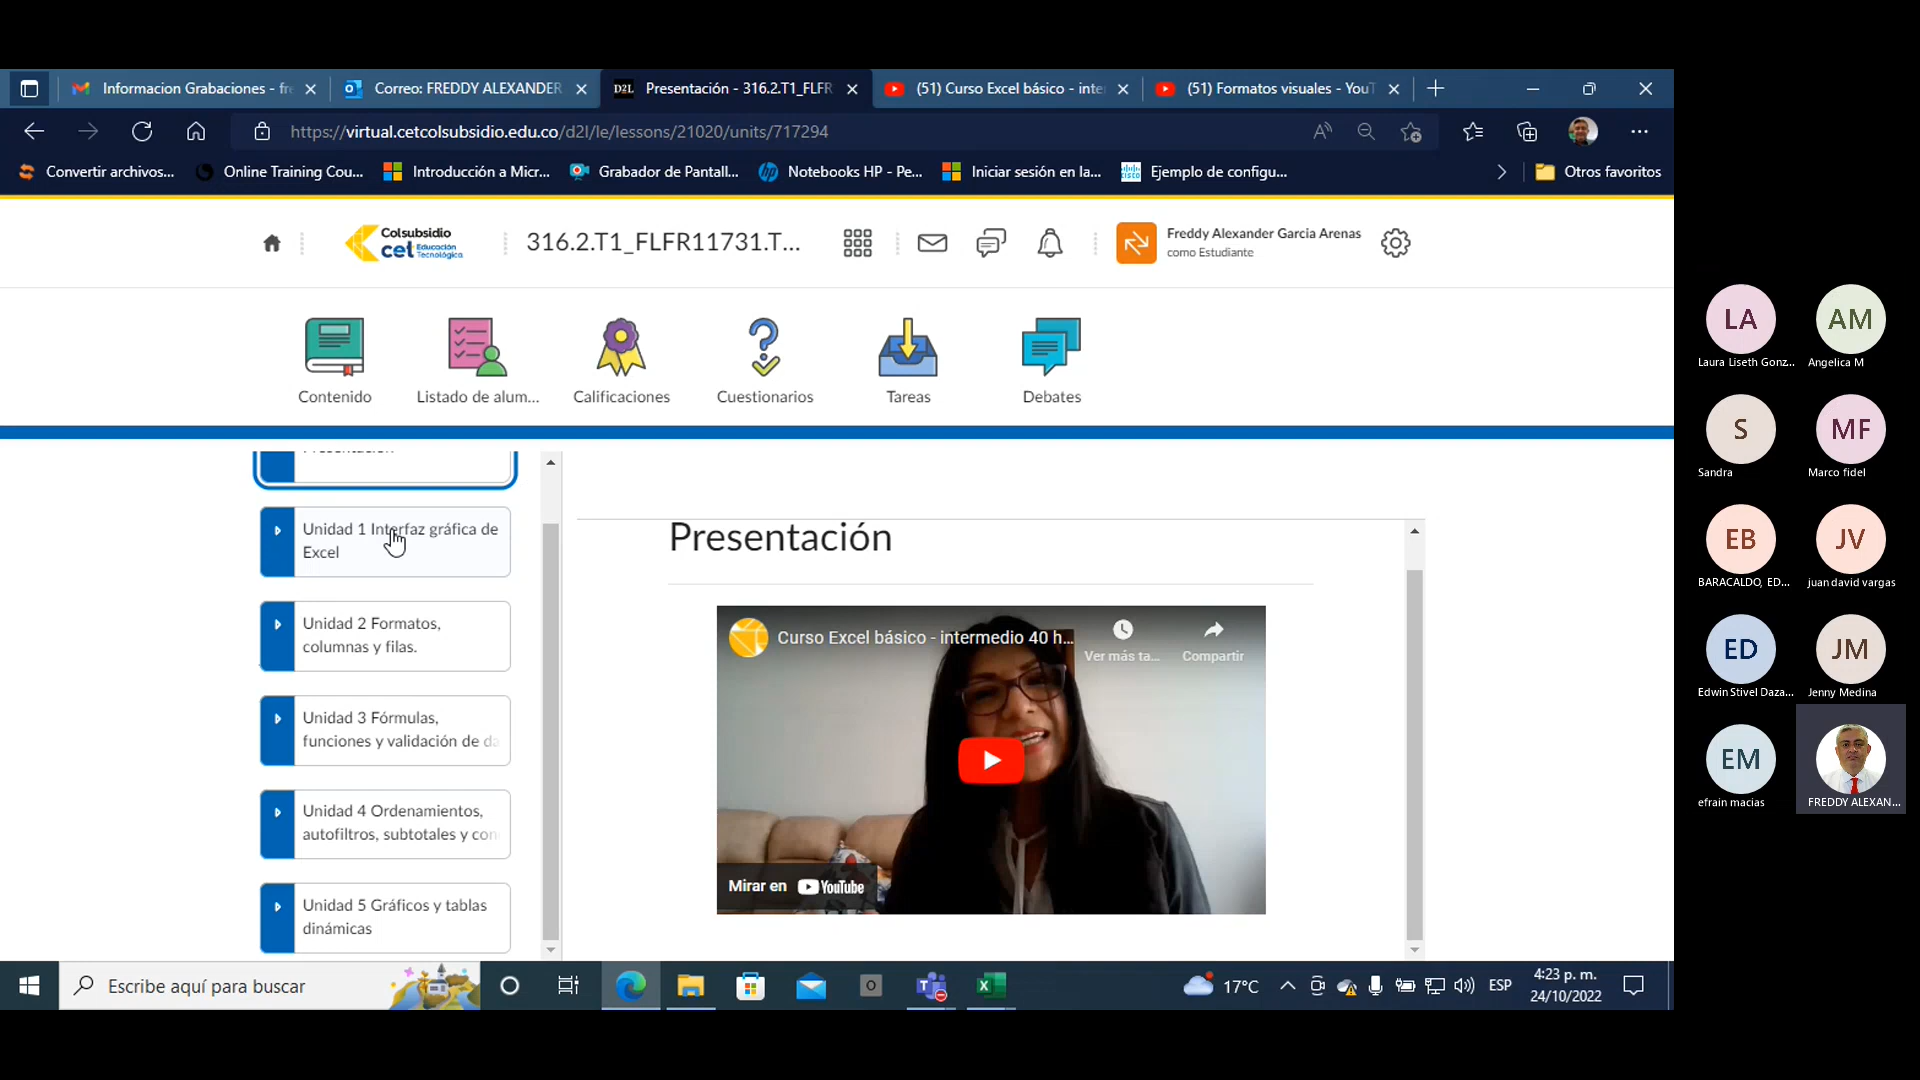 Informacion Grabaciones - fre
Correo: FREDDY ALEXANDER
D2L Presentación - 316.2.T1_FLFR
(51) Curso Excel básico - inte
(51) Formatos visuales - YouT
https://virtual.cetcolsubsidio.edu.co/d2l/le/lessons/21020/units/717294
Convertir archivos...
Online Training Cou...
Introducción a Micr...
Grabador de Pantall...
Notebooks HP - Pe...
Iniciar sesión en la...
Ejemplo de configu...
Otros favoritos
Colsubsidio
cet Educación
Tecnológica
316.2.T1_FLFR11731.T...
Freddy Alexander Garcia Arenas
como Estudiante
Contenido
Listado de alum...
Calificaciones
Cuestionarios
Tareas
Debates
Presentación
Unidad 1 Interfaz gráfica de
Excel
Unidad 2 Formatos,
columnas y filas.
Unidad 3 Fórmulas,
funciones y validación de da
Unidad 4 Ordenamientos,
autofiltros, subtotales y con
Unidad 5 Gráficos y tablas
dinámicas
Presentación
Curso Excel básico - intermedio 40 h...
Ver más ta...
Compartir
Mirar en YouTube
LA
Laura Liseth Gonz...
AM
Angelica M
S
Sandra
MF
Marco fidel
EB
BARACALDO, ED...
JV
juan david vargas
ED
Edwin Stivel Daza...
JM
Jenny Medina
EM
efrain macias
FREDDY ALEXAN...
Escribe aquí para buscar
17°C
ESP
4:23 p. m.
24/10/2022